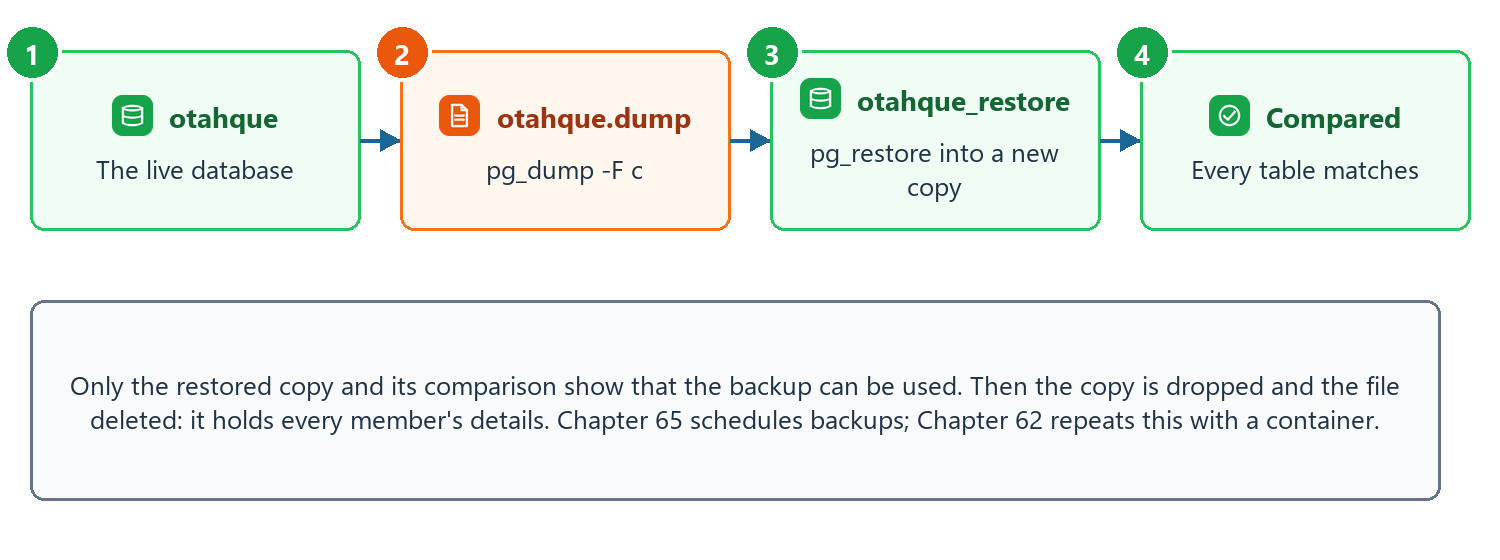 1
otahque
The live database
2
otahque.dump
pg_dump -F c
3
otahque_restore
pg_restore into a new
copy
4
Compared
Every table matches
Only the restored copy and its comparison show that the backup can be used. Then the copy is dropped and the file
deleted: it holds every member's details. Chapter 65 schedules backups; Chapter 62 repeats this with a container.